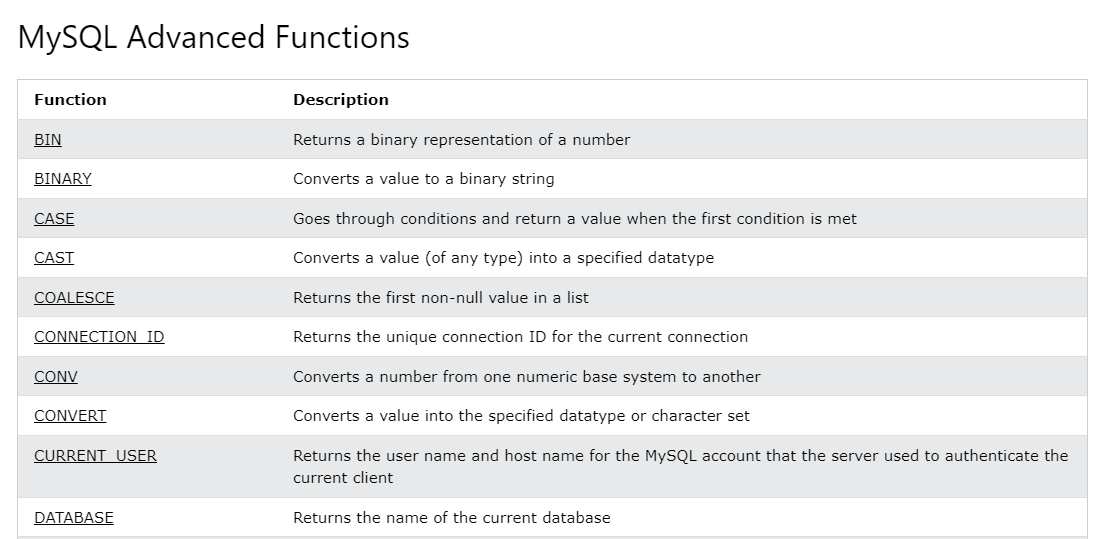 MySQL Advanced Functions
Function Description
BIN Returns a binary representation of a number
BINARY Converts a value to a binary string
CASE Goes through conditions and return a value when the first condition is met
CAST Converts a value (of any type) into a specified datatype
COALESCE Returns the first non-null value in a list
CONNECTION_ID Returns the unique connection ID for the current connection
CONV Converts a number from one numeric base system to another
CONVERT Converts a value into the specified datatype or character set
CURRENT_USER Returns the user name and host name for the MySQL account that the server used to authenticate the
current client
DATABASE Returns the name of the current database